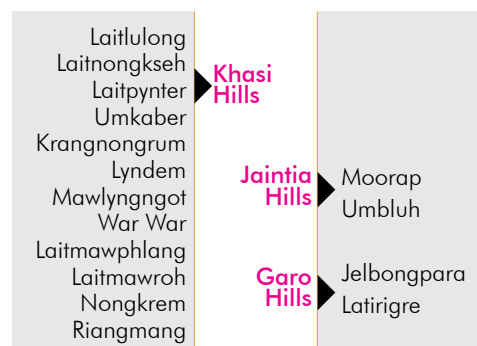 Laitlulong
Laitnongkseh
Laitpynter
Umkaber
Krangnongrum
Lyndem
Mawlyngngot
War War
Laitmawphlang
Laitmawroh
Nongkrem
Riangmang
Khasi
Hills
Jaintia
Hills
Moorap
Umbluh
Garo
Hills
Jelbongpara
Latirigre